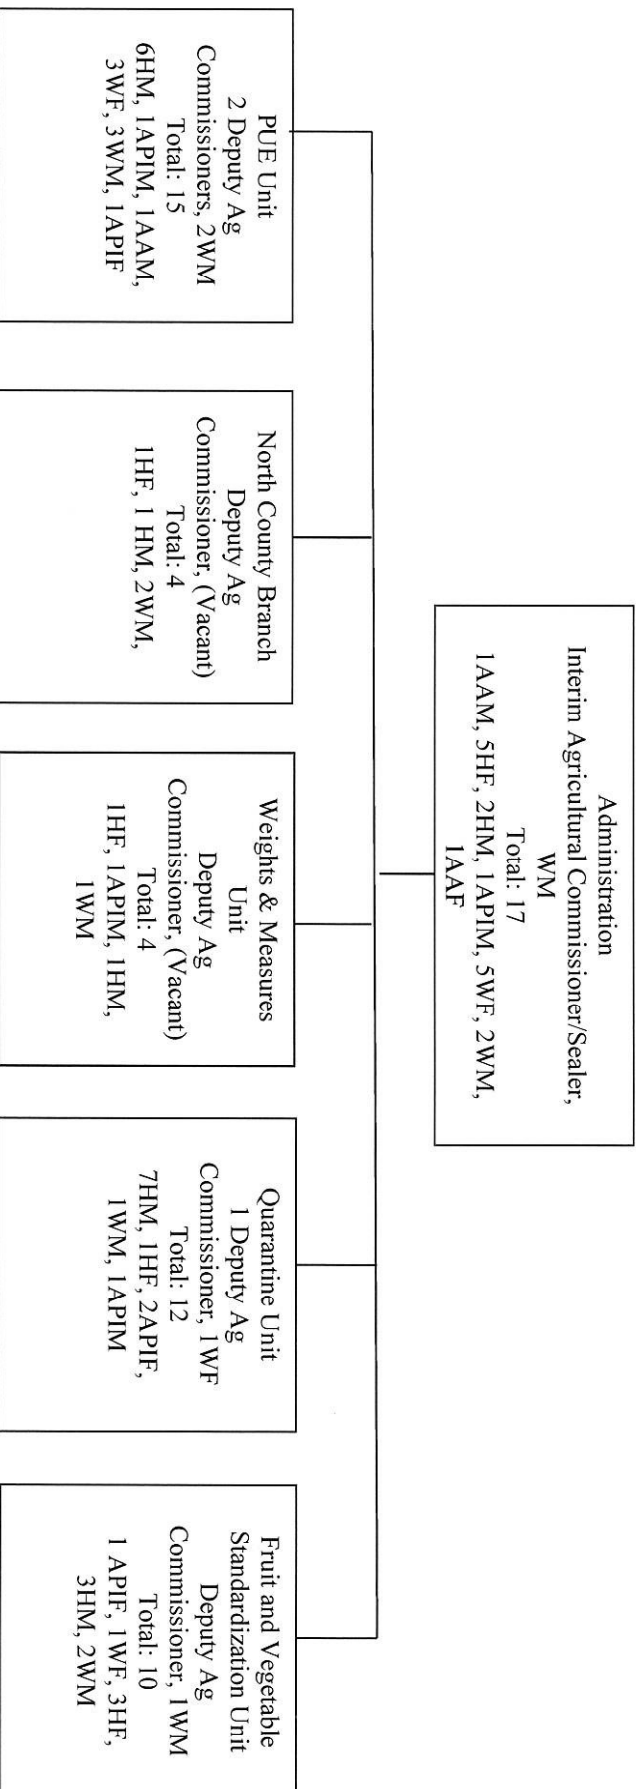 Administration
Interim Agricultural Commissioner/Sealer,
WM
Total: 17
1AAM, 5HF, 2HM, 1APIM, 5WF, 2WM,
1AAF
PUE Unit
2 Deputy Ag
Commissioners, 2WM
Total: 15
6HM, 1APIM, 1AAM,
3WF, 3WM, 1APIF
North County Branch
Deputy Ag
Commissioner, (Vacant)
Total: 4
1HF, 1 HM, 2WM,
Weights & Measures
Unit
Deputy Ag
Commissioner, (Vacant)
Total: 4
1HF, 1APIM, 1HM,
1WM
Quarantine Unit
1 Deputy Ag
Commissioner, 1WF
Total: 12
7HM, 1HF, 2APIF,
1WM, 1APIM
Fruit and Vegetable
Standardization Unit
Deputy Ag
Commissioner, 1WM
Total: 10
1 APIF, 1WF, 3HF,
3HM, 2WM